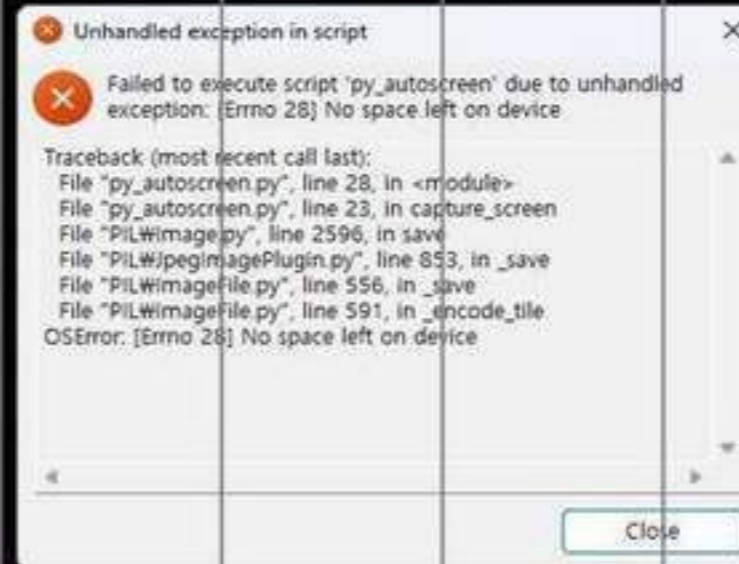 Unhandled exception in script
Failed to execute script 'py_autoscreen' due to unhandled
exception: [Errno 28] No space left on device
Traceback (most recent call last):
File "py_autoscreen.py", line 28, in <module>
File "py_autoscreen.py", line 23, in capture_screen
File "PIL₩Image.py", line 2596, in save
File "PIL₩JpegImagePlugin.py", line 853, in _save
File "PIL₩ImageFile.py", line 556, in _save
File "PIL₩ImageFile.py", line 591, in _encode_tile
OSError: [Errno 28] No space left on device
Close